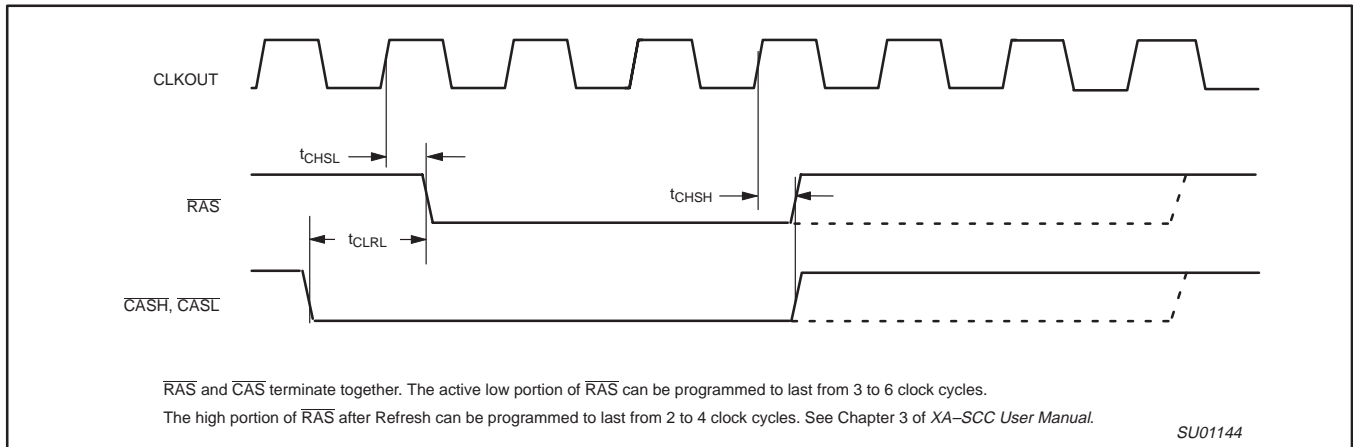 CLKOUT
tCHSL
RAS
tCHSH
tCLRL
CASH, CASL
RAS and CAS terminate together. The active low portion of RAS can be programmed to last from 3 to 6 clock cycles.
The high portion of RAS after Refresh can be programmed to last from 2 to 4 clock cycles. See Chapter 3 of XA–SCC User Manual.
SU01144